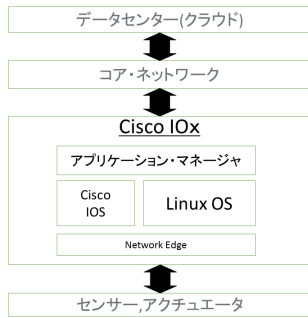 データセンター(クラウド)
コア・ネットワーク
Cisco IOx
アプリケーション・マネージャ
Cisco
IOS
Linux OS
Network Edge
センサー,アクチュエータ